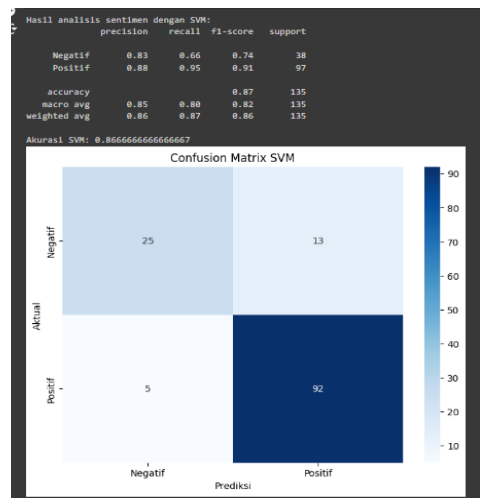 Hasil analisis sentimen dengan SVM:
precision recall f1-score support
Negatif 0.83 0.66 0.74 38
Positif 0.88 0.95 0.91 97
accuracy 0.87 135
macro avg 0.85 0.80 0.82 135
weighted avg 0.86 0.87 0.86 135
Akurasi SVM: 0.8666666666666667
Confusion Matrix SVM
90
80
70
60
50
40
30
20
10
Negatif
25 13
Aktual
Positif
5 92
Negatif Positif
Prediksi